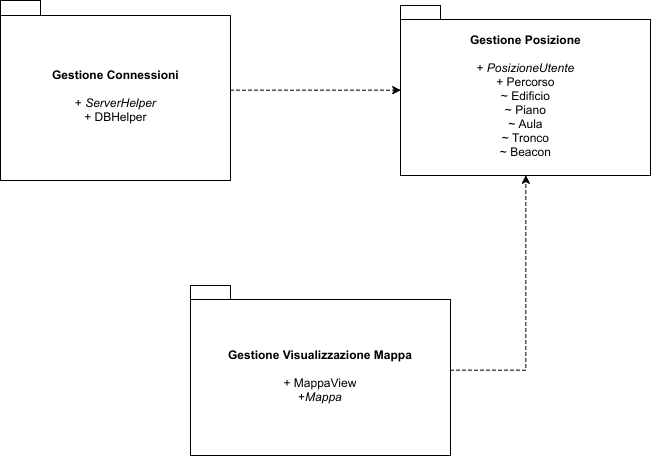 Gestione Connessioni
+ ServerHelper
+ DBHelper
Gestione Posizione
+ PosizioneUtente
+ Percorso
~ Edificio
~ Piano
~ Aula
~ Tronco
~ Beacon
Gestione Visualizzazione Mappa
+ MappaView
+Mappa